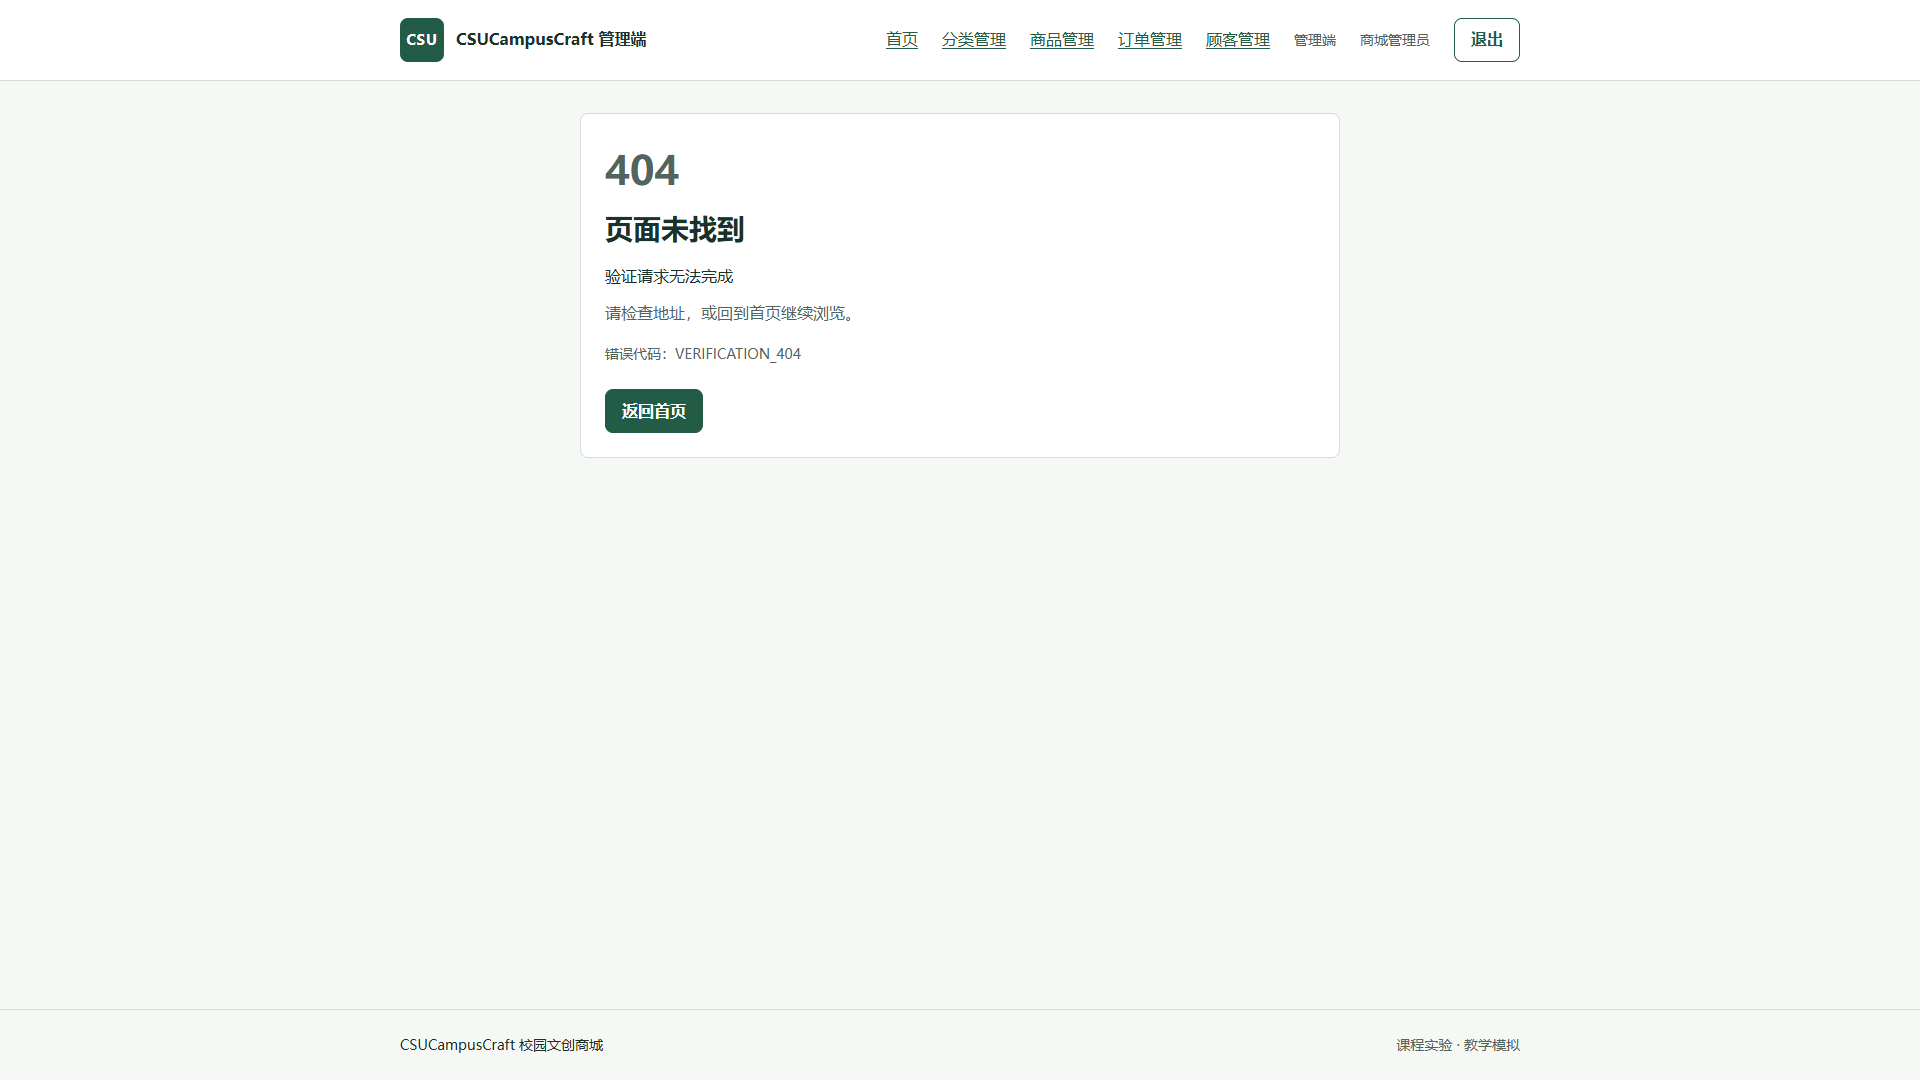 CSU
CSUCampusCraft 管理端
首页 分类管理 商品管理 订单管理 顾客管理 管理端 商城管理员 退出
404
页面未找到
验证请求无法完成
请检查地址，或回到首页继续浏览。
错误代码：VERIFICATION_404
返回首页
CSUCampusCraft 校园文创商城
课程实验 · 教学模拟